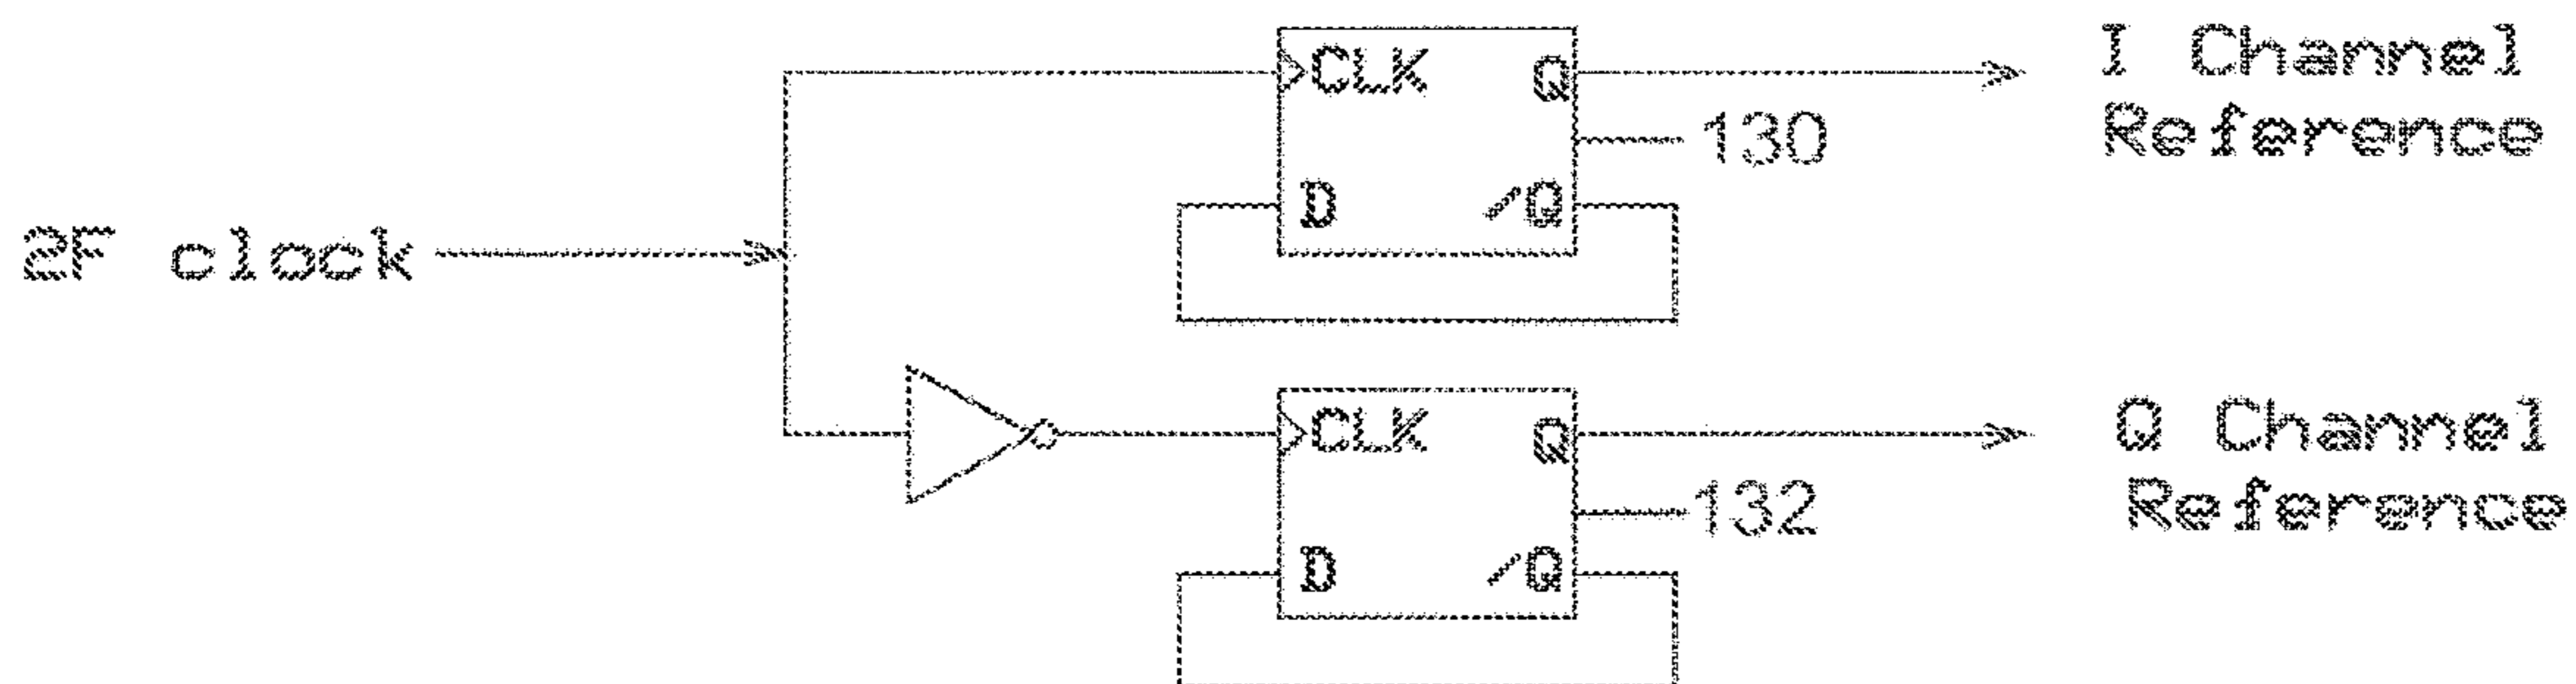 CLK Q
I Channel
Reference
130
D /Q
2F clock
CLK Q
Q Channel
Reference
132
D /Q